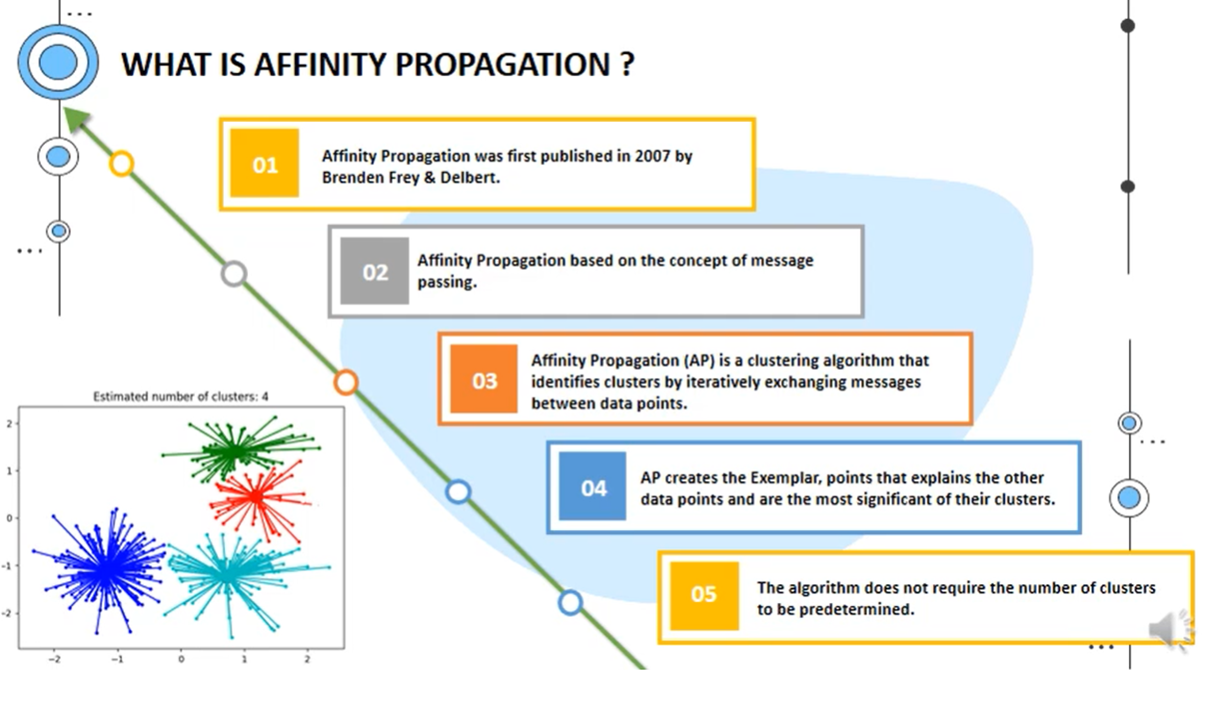 WHAT IS AFFINITY PROPAGATION ?
01
Affinity Propagation was first published in 2007 by
Brenden Frey & Delbert.
02
Affinity Propagation based on the concept of message
passing.
03
Affinity Propagation (AP) is a clustering algorithm that
identifies clusters by iteratively exchanging messages
between data points.
04
AP creates the Exemplar, points that explains the other
data points and are the most significant of their clusters.
05
The algorithm does not require the number of clusters
to be predetermined.
Estimated number of clusters: 4
2
1
0
−1
−2
−2 −1 0 1 2